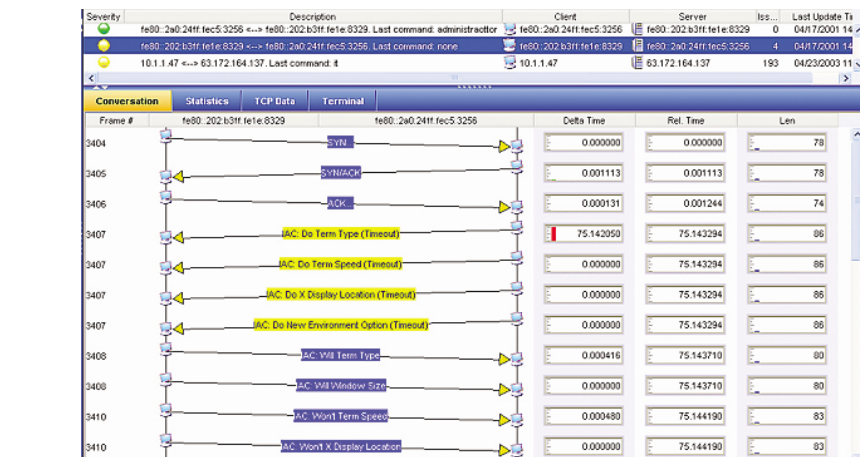 Severity Description Client Server Iss... Last Update Ti
fe80::2a0:24ff:fec5:3256 <--> fe80::202:b3ff:fe1e:8329. Last command: administracttor fe80::2a0:24ff:fec5:3256 fe80::202:b3ff:fe1e:8329 0 04/17/2001 14
fe80::202:b3ff:fe1e:8329 <--> fe80::2a0:24ff:fec5:3256. Last command: none fe80::202:b3ff:fe1e:8329 fe80::2a0:24ff:fec5:3256 4 04/17/2001 14
10.1.1.47 <--> 63.172.164.137. Last command: it 10.1.1.47 63.172.164.137 193 04/23/2003 11
Conversation Statistics TCP Data Terminal
Frame # fe80::202:b3ff:fe1e:8329 fe80::2a0:24ff:fec5:3256 Delta Time Rel. Time Len
3404 SYN... 0.000000 0.000000 78
3405 SYN/ACK 0.001113 0.001113 78
3406 ACK... 0.000131 0.001244 74
3407 IAC: Do Term Type (Timeout) 75.142050 75.143294 86
3407 IAC: Do Term Speed (Timeout) 0.000000 75.143294 86
3407 IAC: Do X Display Location (Timeout) 0.000000 75.143294 86
3407 IAC: Do New Environment Option (Timeout) 0.000000 75.143294 86
3408 IAC: Will Term Type 0.000416 75.143710 80
3408 IAC: Will Window Size 0.000000 75.143710 80
3410 IAC: Won't Term Speed 0.000480 75.144190 83
3410 IAC: Won't X Display Location 0.000000 75.144190 83